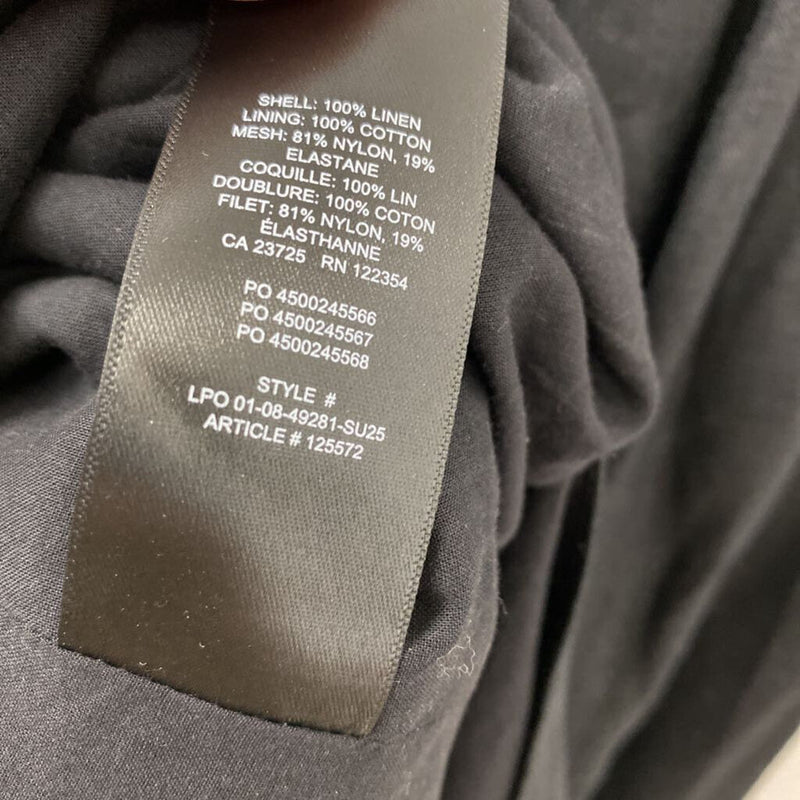 SHELL: 100% LINEN
LINING: 100% COTTON
MESH: 81% NYLON, 19%
ELASTANE
COQUILLE: 100% LIN
DOUBLURE: 100% COTON
FILET: 81% NYLON, 19%
ÉLASTHANNE
CA 23725 RN 122354
PO 4500245566
PO 4500245567
PO 4500245568
STYLE #
LPO 01-08-49281-SU25
ARTICLE # 125572